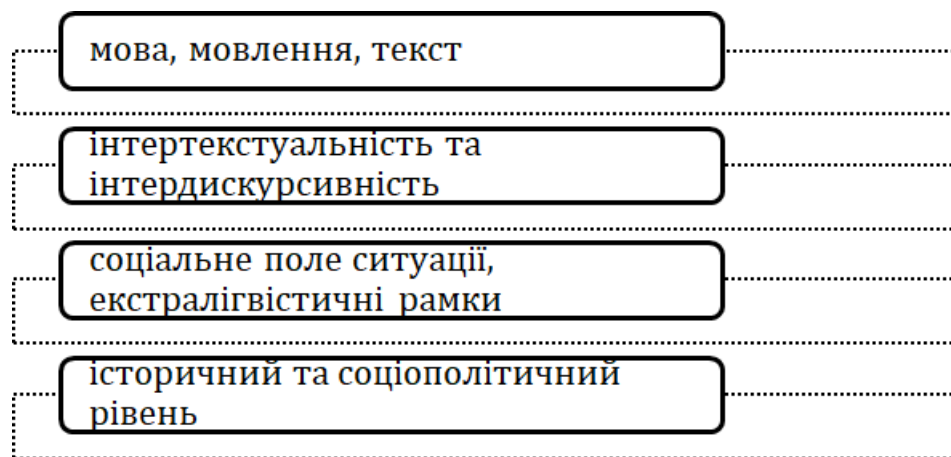 мова, мовлення, текст
інтертекстуальність та
інтердискурсивність
соціальне поле ситуації,
екстралігвістичні рамки
історичний та соціополітичний
рівень